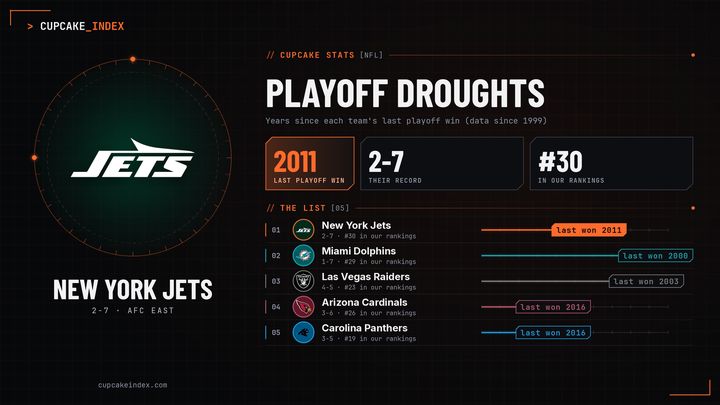 > CUPCAKE_INDEX
JETS
NEW YORK JETS
2-7 · AFC EAST
cupcakeindex.com
// CUPCAKE STATS [NFL]
PLAYOFF DROUGHTS
Years since each team's last playoff win (data since 1999)
2011
LAST PLAYOFF WIN
2-7
THEIR RECORD
#30
IN OUR RANKINGS
// THE LIST [05]
01 JETS New York Jets last won 2011
2-7 · #30 in our rankings
02 Miami Dolphins last won 2000
1-7 · #29 in our rankings
03 Las Vegas Raiders last won 2003
4-5 · #23 in our rankings
04 Arizona Cardinals last won 2016
3-6 · #26 in our rankings
05 Carolina Panthers last won 2016
3-5 · #19 in our rankings